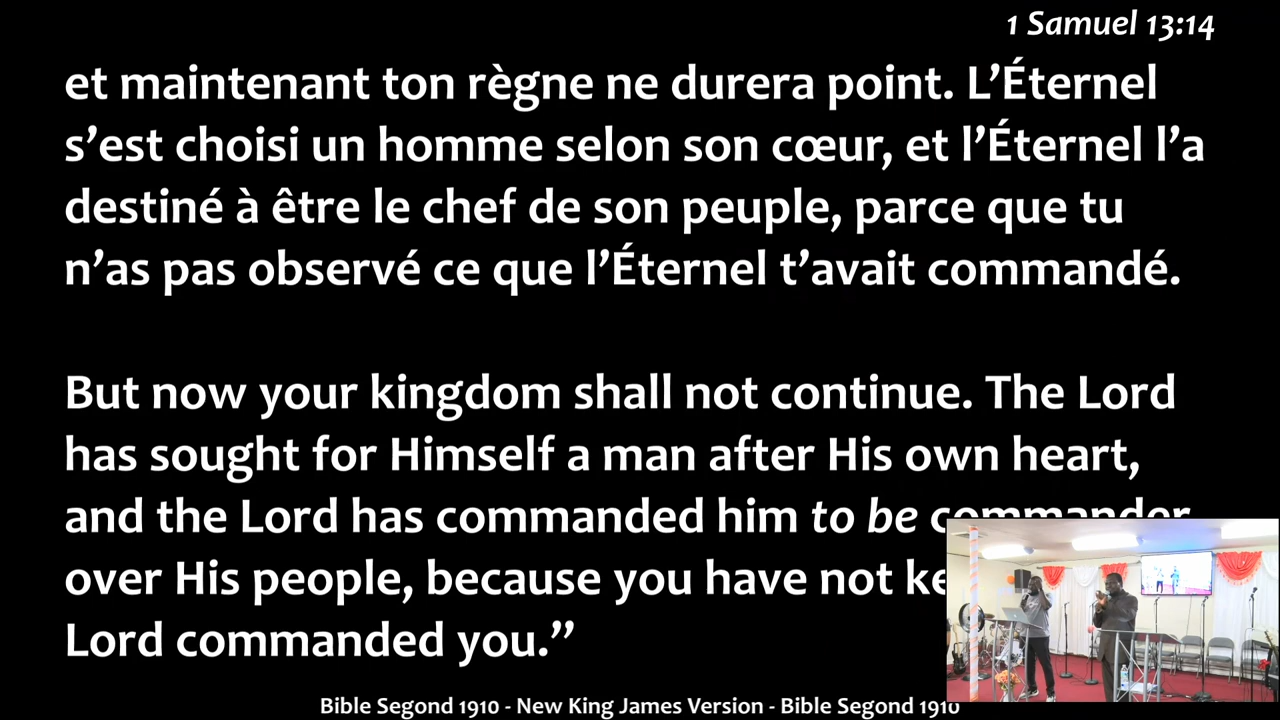 1 Samuel 13:14
et maintenant ton règne ne durera point. L’Éternel
s’est choisi un homme selon son cœur, et l’Éternel l’a
destiné à être le chef de son peuple, parce que tu
n’as pas observé ce que l’Éternel t’avait commandé.
But now your kingdom shall not continue. The Lord
has sought for Himself a man after His own heart,
and the Lord has commanded him to be commander
over His people, because you have not
Lord commanded you.”
Bible Segond 1910 - New King James Version - Bible Segond 1910